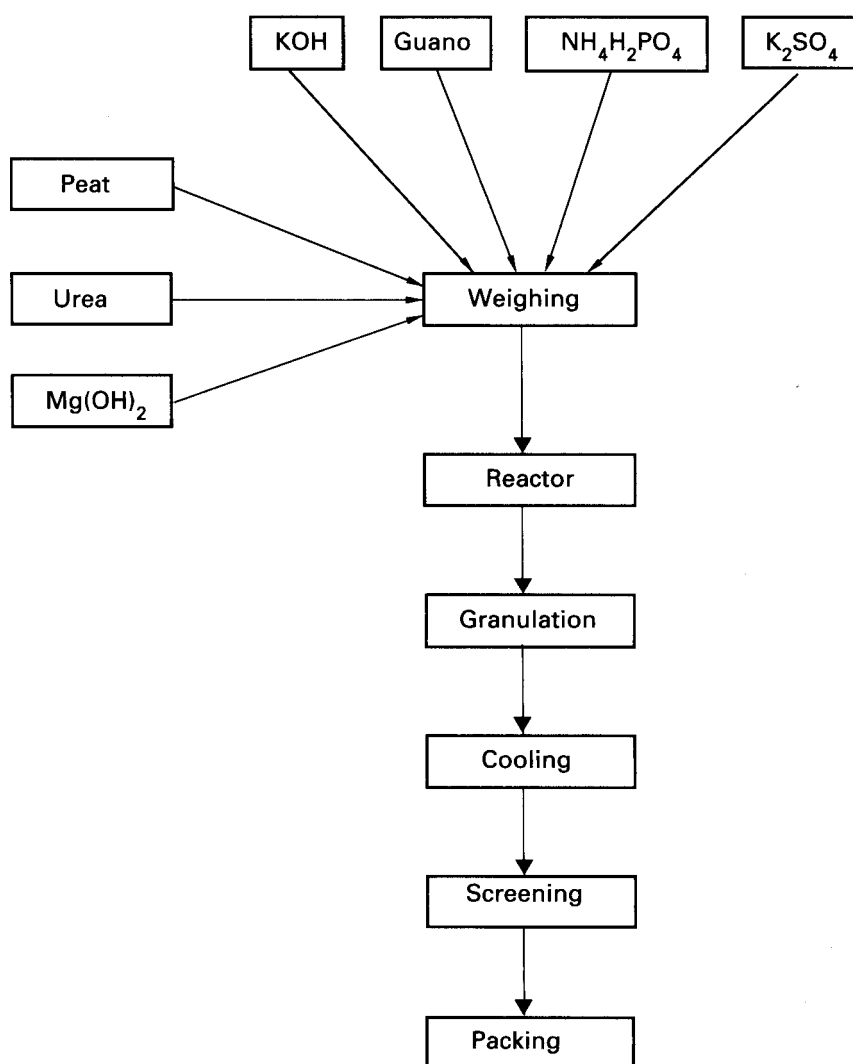 KOH
Guano
NH₄H₂PO₄
K₂SO₄
Peat
Urea
Mg(OH)₂
Weighing
Reactor
Granulation
Cooling
Screening
Packing